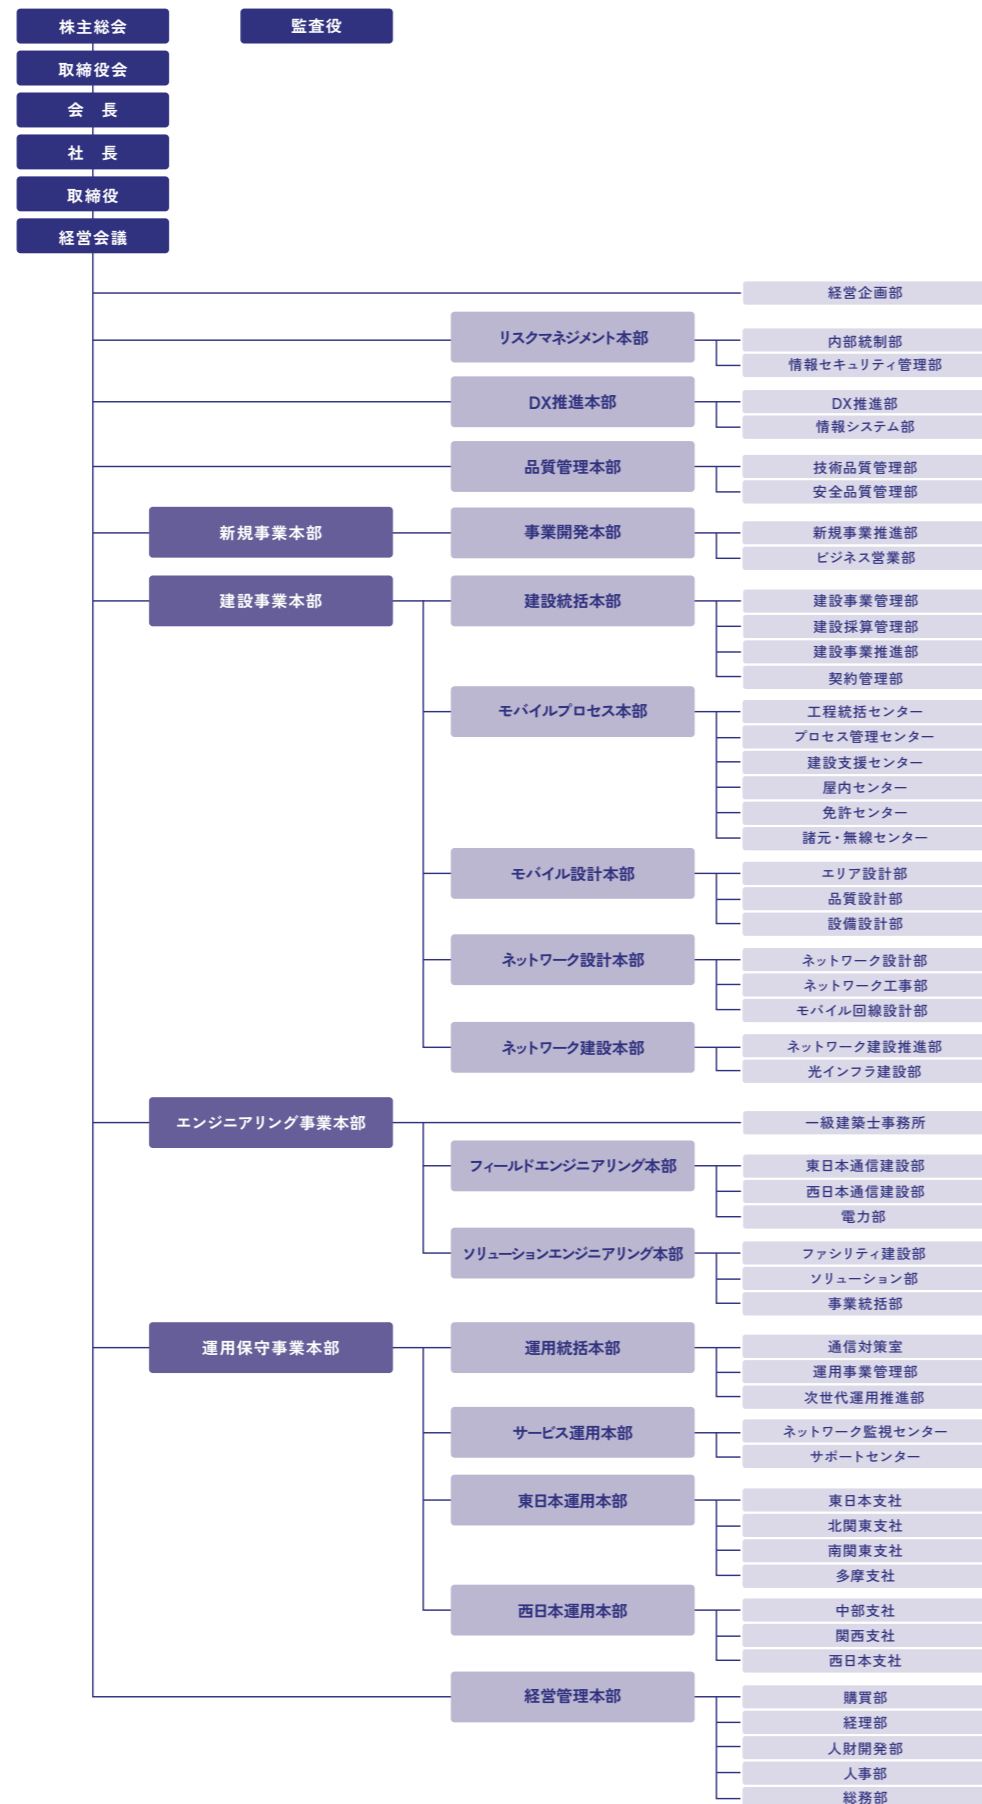 株主総会
監査役
取締役会
会　長
社　長
取締役
経営会議
経営企画部
リスクマネジメント本部
内部統制部
情報セキュリティ管理部
DX推進本部
DX推進部
情報システム部
品質管理本部
技術品質管理部
安全品質管理部
新規事業本部
事業開発本部
新規事業推進部
ビジネス営業部
建設事業本部
建設統括本部
建設事業管理部
建設採算管理部
建設事業推進部
契約管理部
モバイルプロセス本部
工程統括センター
プロセス管理センター
建設支援センター
屋内センター
免許センター
諸元・無線センター
モバイル設計本部
エリア設計部
品質設計部
設備設計部
ネットワーク設計本部
ネットワーク設計部
ネットワーク工事部
モバイル回線設計部
ネットワーク建設本部
ネットワーク建設推進部
光インフラ建設部
エンジニアリング事業本部
一級建築士事務所
フィールドエンジニアリング本部
東日本通信建設部
西日本通信建設部
電力部
ソリューションエンジニアリング本部
ファシリティ建設部
ソリューション部
事業統括部
運用保守事業本部
運用統括本部
通信対策室
運用事業管理部
次世代運用推進部
サービス運用本部
ネットワーク監視センター
サポートセンター
東日本運用本部
東日本支社
北関東支社
南関東支社
多摩支社
西日本運用本部
中部支社
関西支社
西日本支社
経営管理本部
購買部
経理部
人財開発部
人事部
総務部